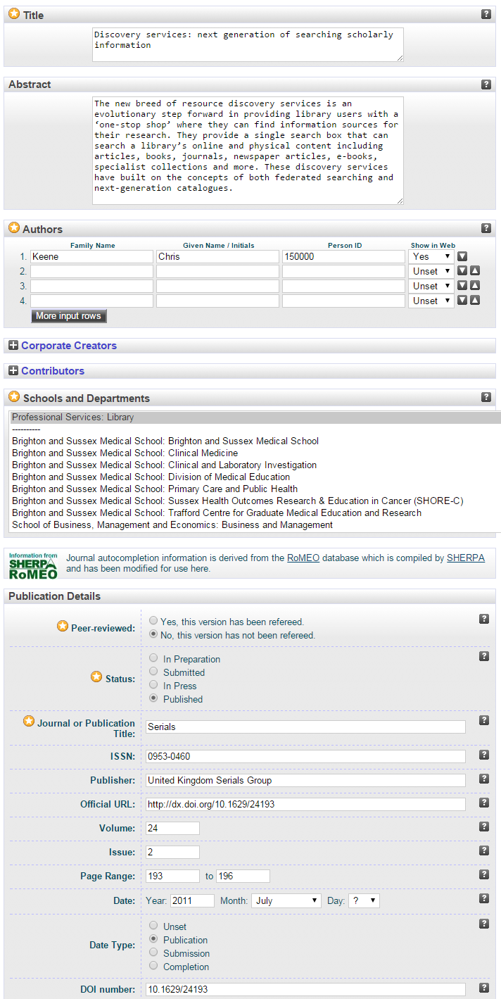 Title ?
Discovery services: next generation of searching scholarly
information
Abstract ?
The new breed of resource discovery services is an
evolutionary step forward in providing library users with a
‘one-stop shop’ where they can find information sources for
their research. They provide a single search box that can
search a library’s online and physical content including
articles, books, journals, newspaper articles, e-books,
specialist collections and more. These discovery services
have built on the concepts of both federated searching and
next-generation catalogues.
Authors ?
Family Name Given Name / Initials Person ID Show in Web
1. Keene Chris 150000 Yes
2. Unset
3. Unset
4. Unset
More input rows
Corporate Creators
Contributors
Schools and Departments ?
Professional Services: Library
----------
Brighton and Sussex Medical School: Brighton and Sussex Medical School
Brighton and Sussex Medical School: Clinical Medicine
Brighton and Sussex Medical School: Clinical and Laboratory Investigation
Brighton and Sussex Medical School: Division of Medical Education
Brighton and Sussex Medical School: Primary Care and Public Health
Brighton and Sussex Medical School: Sussex Health Outcomes Research & Education in Cancer (SHORE-C)
Brighton and Sussex Medical School: Trafford Centre for Graduate Medical Education and Research
School of Business, Management and Economics: Business and Management
Information from
SHERPA
RoMEO
Journal autocompletion information is derived from the RoMEO database which is compiled by SHERPA
and has been modified for use here.
Publication Details
Peer-reviewed: ?
Yes, this version has been refereed.
No, this version has not been refereed.
Status: ?
In Preparation
Submitted
In Press
Published
Journal or Publication
Title: Serials ?
ISSN: 0953-0460 ?
Publisher: United Kingdom Serials Group ?
Official URL: http://dx.doi.org/10.1629/24193 ?
Volume: 24 ?
Issue: 2 ?
Page Range: 193 to 196 ?
Date: Year: 2011 Month: July Day: ? ?
Date Type: ?
Unset
Publication
Submission
Completion
DOI number: 10.1629/24193 ?